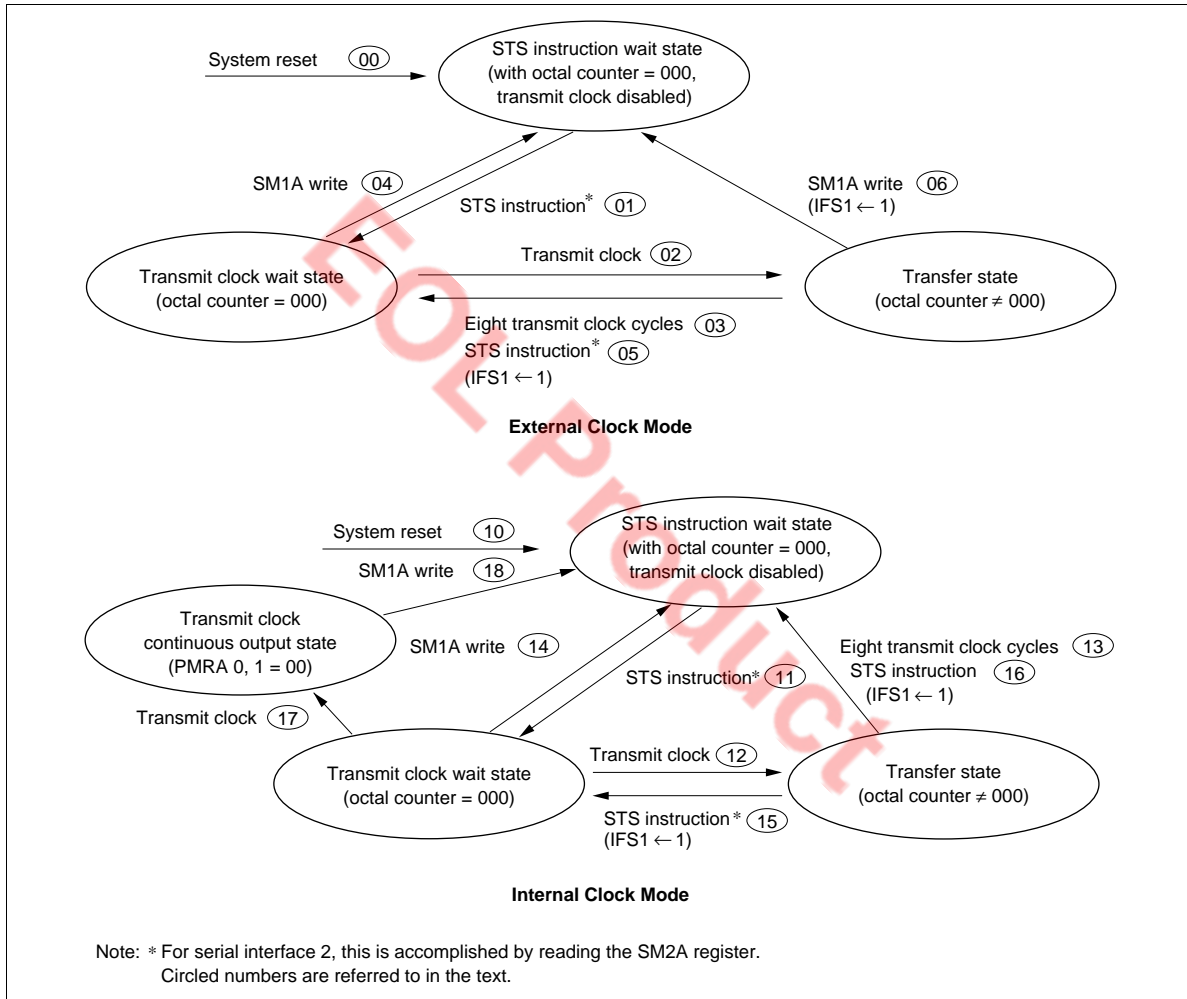 System reset 00
STS instruction wait state
(with octal counter = 000,
transmit clock disabled)
SM1A write 04
STS instruction* 01
SM1A write 06
(IFS1 ← 1)
Transmit clock wait state
(octal counter = 000)
Transmit clock 02
Transfer state
(octal counter ≠ 000)
Eight transmit clock cycles 03
STS instruction* 05
(IFS1 ← 1)
External Clock Mode
System reset 10
SM1A write 18
STS instruction wait state
(with octal counter = 000,
transmit clock disabled)
Transmit clock
continuous output state
(PMRA 0, 1 = 00)
SM1A write 14
STS instruction* 11
Eight transmit clock cycles 13
STS instruction 16
(IFS1 ← 1)
Transmit clock 17
Transmit clock wait state
(octal counter = 000)
Transmit clock 12
STS instruction* 15
(IFS1 ← 1)
Transfer state
(octal counter ≠ 000)
Internal Clock Mode
Note: * For serial interface 2, this is accomplished by reading the SM2A register.
Circled numbers are referred to in the text.
EOL Product